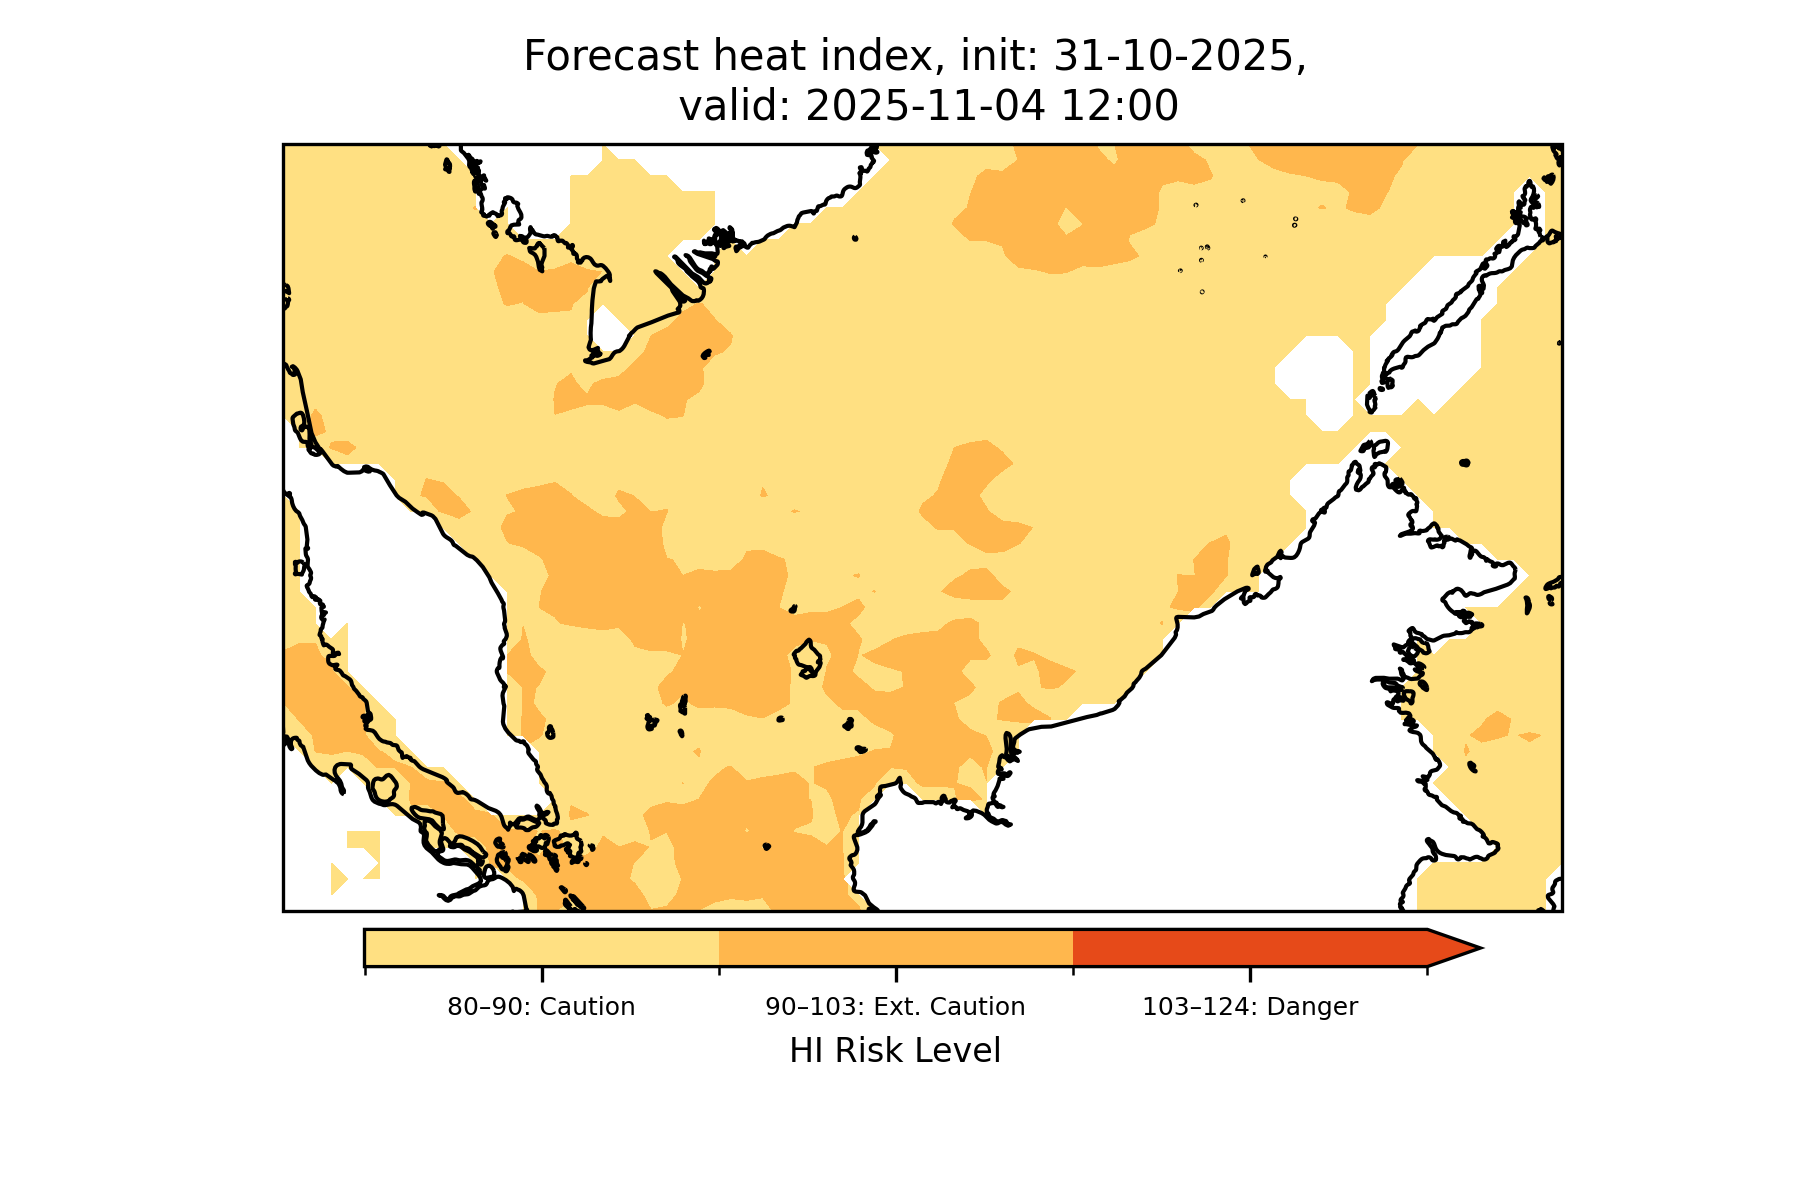 Forecast heat index, init: 31-10-2025,
valid: 2025-11-04 12:00
80–90: Caution
90–103: Ext. Caution
103–124: Danger
HI Risk Level